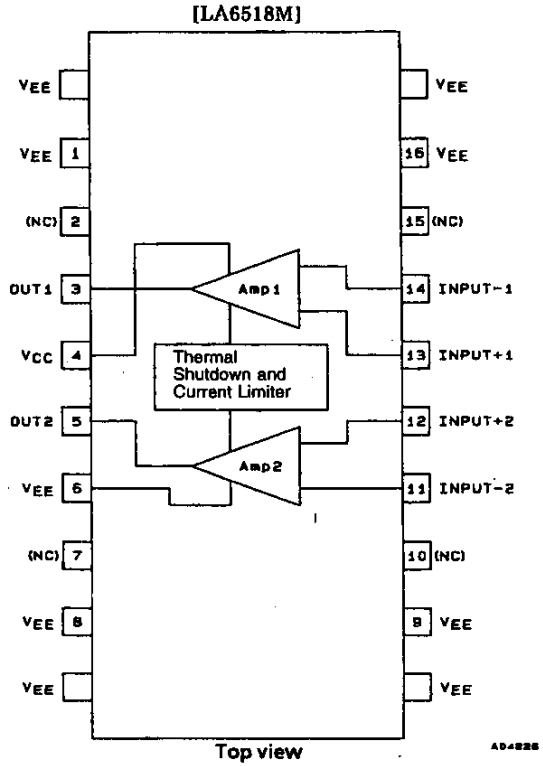 [LA6518M]
VEE VEE
VEE 1 16 VEE
(NC) 2 15 (NC)
OUT1 3 Amp1 14 INPUT-1
VCC 4 13 INPUT+1
Thermal
Shutdown and
Current Limiter
OUT2 5 12 INPUT+2
VEE 6 Amp2 11 INPUT-2
(NC) 7 10 (NC)
VEE 8 9 VEE
VEE VEE
Top view